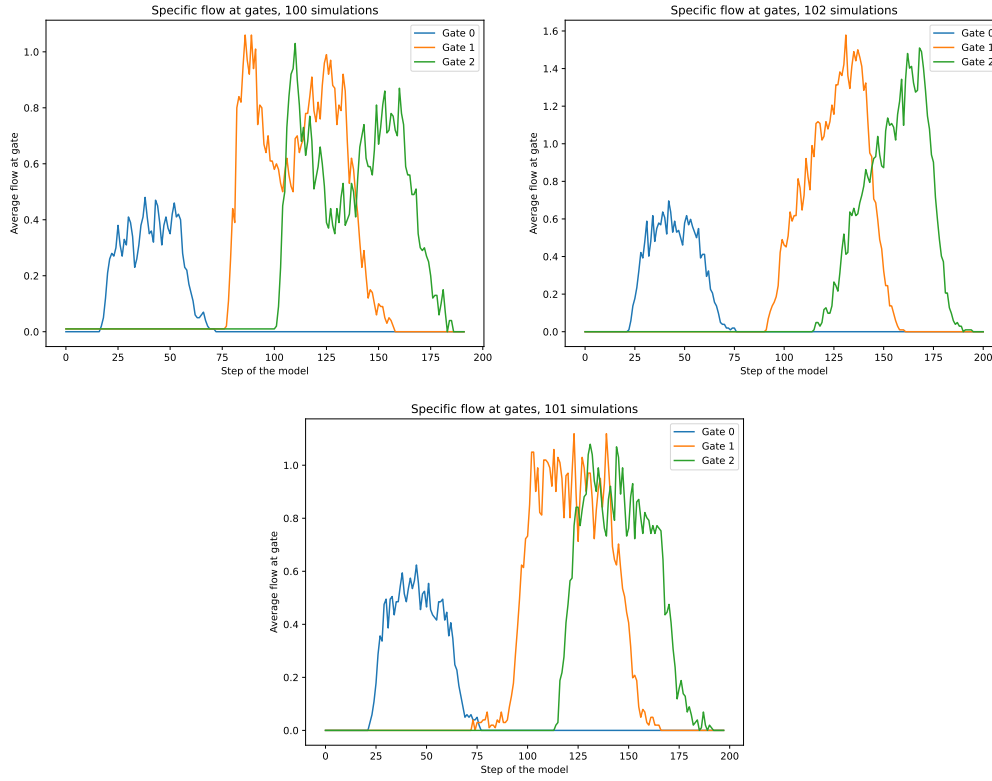 Specific flow at gates, 100 simulations
Average flow at gate
1.0
0.8
0.6
0.4
0.2
0.0
0 25 50 75 100 125 150 175 200
Step of the model
Gate 0
Gate 1
Gate 2
Specific flow at gates, 102 simulations
Average flow at gate
1.6
1.4
1.2
1.0
0.8
0.6
0.4
0.2
0.0
0 25 50 75 100 125 150 175 200
Step of the model
Gate 0
Gate 1
Gate 2
Specific flow at gates, 101 simulations
Average flow at gate
1.0
0.8
0.6
0.4
0.2
0.0
0 25 50 75 100 125 150 175 200
Step of the model
Gate 0
Gate 1
Gate 2